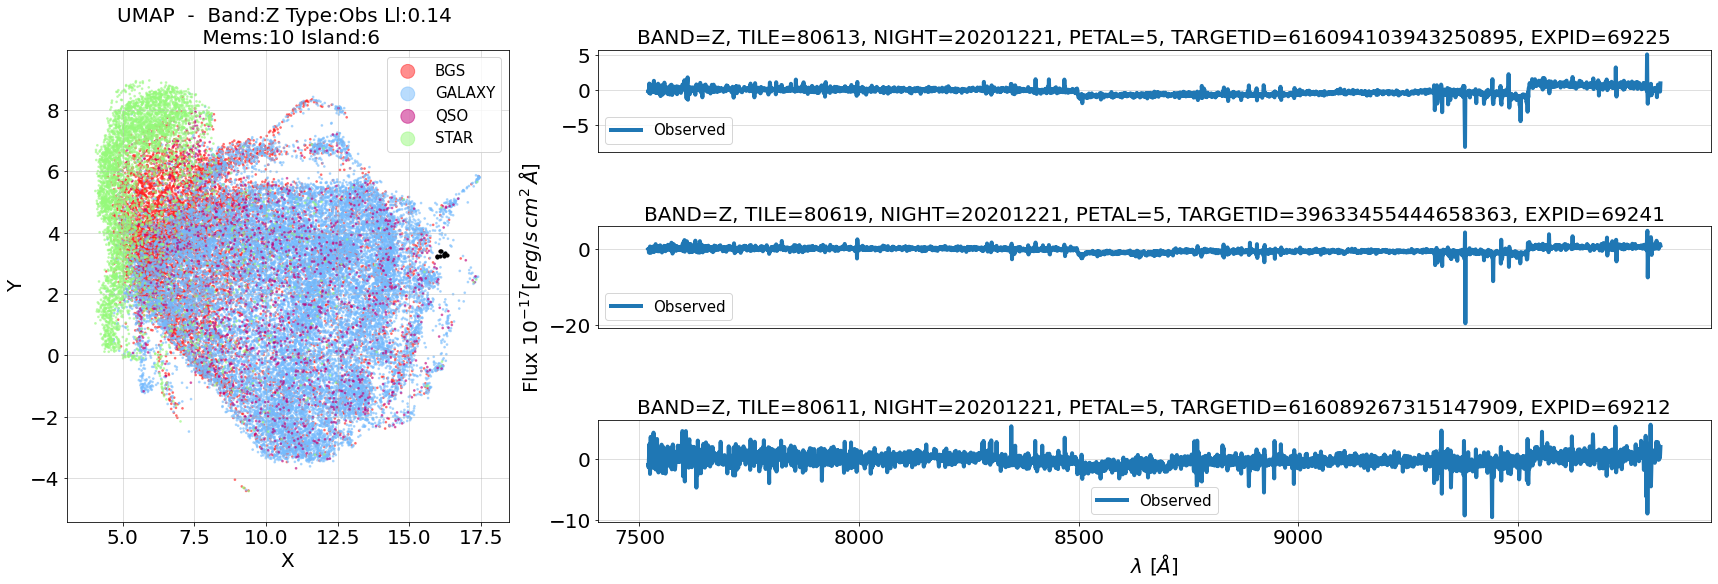 UMAP  -  Band:Z Type:Obs Ll:0.14
Mems:10 Island:6
BGS
GALAXY
QSO
STAR
Y
8
6
4
2
0
−2
−4
5.0 7.5 10.0 12.5 15.0 17.5
X
Flux 10⁻¹⁷[erg/s cm² Å]
BAND=Z, TILE=80613, NIGHT=20201221, PETAL=5, TARGETID=616094103943250895, EXPID=69225
5
0
−5
Observed
BAND=Z, TILE=80619, NIGHT=20201221, PETAL=5, TARGETID=39633455444658363, EXPID=69241
0
−20
Observed
BAND=Z, TILE=80611, NIGHT=20201221, PETAL=5, TARGETID=616089267315147909, EXPID=69212
0
−10
Observed
7500 8000 8500 9000 9500
λ [Å]